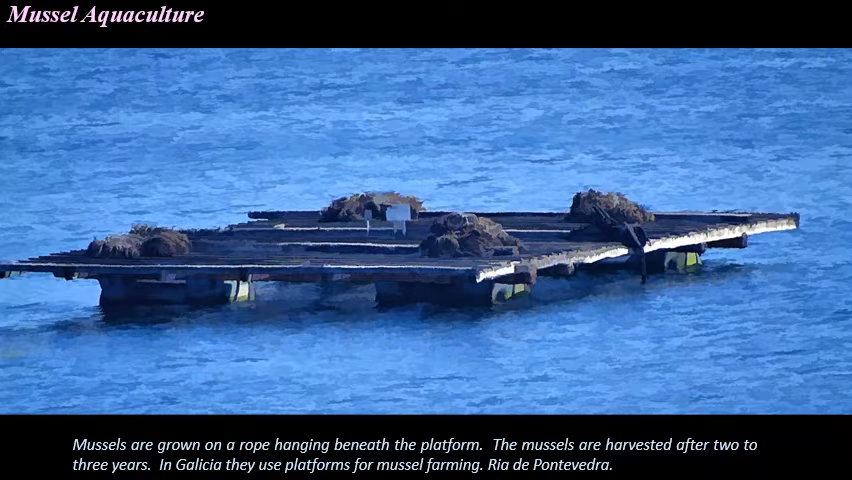 Mussel Aquaculture
Mussels are grown on a rope hanging beneath the platform.  The mussels are harvested after two to
three years.  In Galicia they use platforms for mussel farming. Ria de Pontevedra.